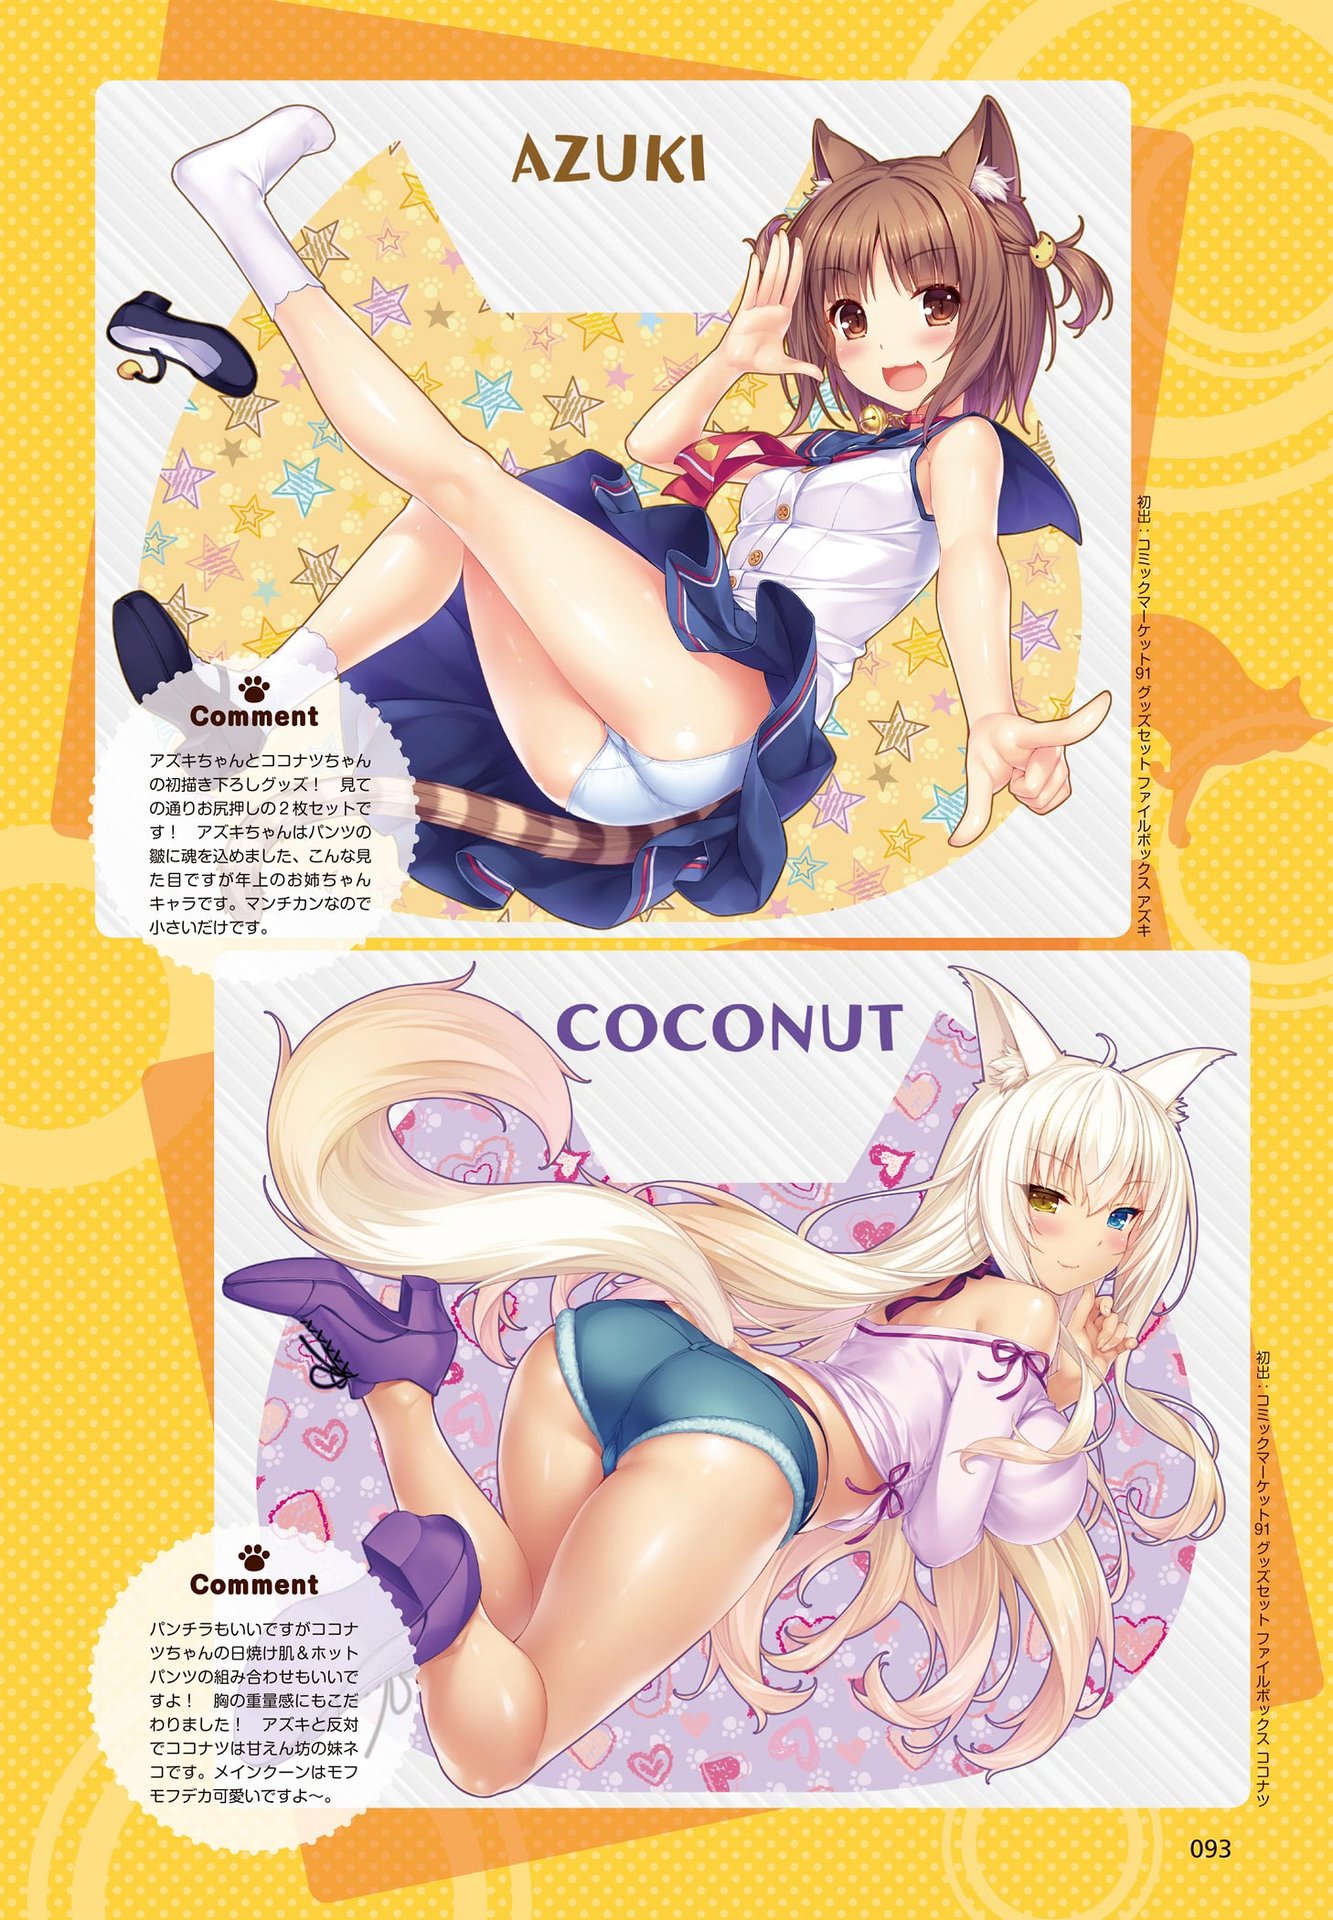 AZUKI
Comment
アズキちゃんとココナツちゃん
の初描き下ろしグッズ！　見て
の通りお尻押しの２枚セットで
す！　アズキちゃんはパンツの
皺に魂を込めました、こんな見
た目ですが年上のお姉ちゃん
キャラです。マンチカンなので
小さいだけです。
初出：コミックマーケット91 グッズセット ファイルボックス アズキ
COCONUT
Comment
パンチラもいいですがココナ
ツちゃんの日焼け肌＆ホット
パンツの組み合わせもいいで
すよ！　胸の重量感にもこだ
わりました！　アズキと反対
でココナツは甘えん坊の妹ネ
コです。メインクーンはモフ
モフデカ可愛いですよ～。
初出：コミックマーケット91 グッズセット ファイルボックス ココナツ
093